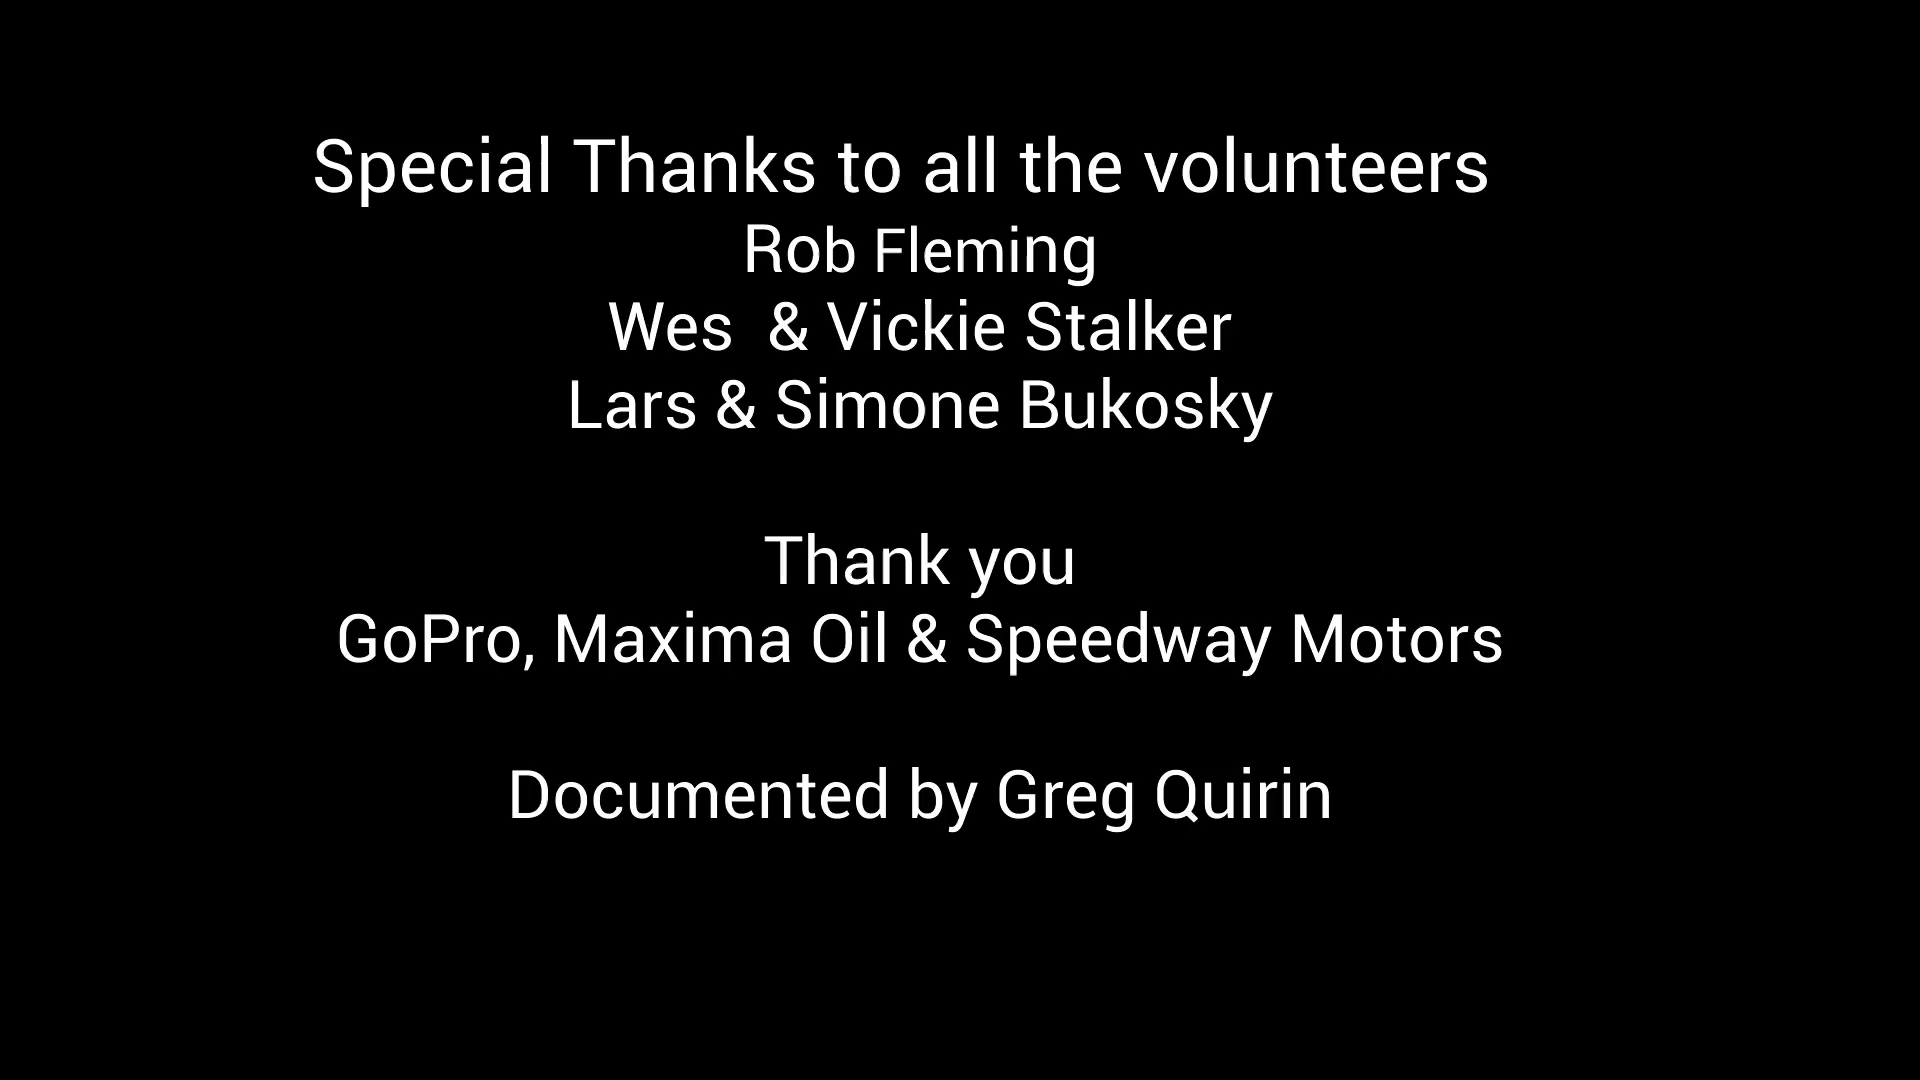 Special Thanks to all the volunteers
Rob Fleming
Wes  & Vickie Stalker
Lars & Simone Bukosky
Thank you
GoPro, Maxima Oil & Speedway Motors
Documented by Greg Quirin